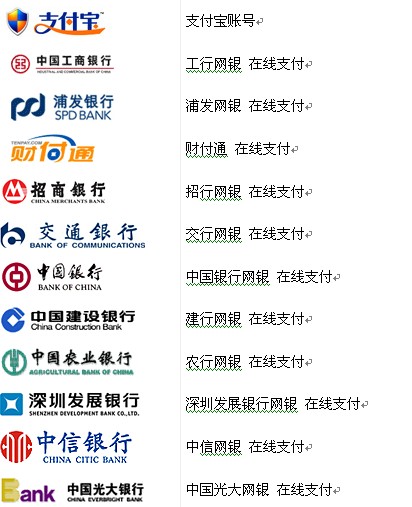 支付宝™ 支付宝账号
中国工商银行 工行网银 在线支付
INDUSTRIAL AND COMMERCIAL BANK OF CHINA
浦发银行 浦发网银 在线支付
SPD BANK
TENPAY.COM
财付通 财付通 在线支付
招商银行 招行网银 在线支付
CHINA MERCHANTS BANK
交通银行 交行网银 在线支付
BANK OF COMMUNICATIONS
中国银行 中国银行网银 在线支付
BANK OF CHINA
中国建设银行 建行网银 在线支付
China Construction Bank
中国农业银行 农行网银 在线支付
AGRICULTURAL BANK OF CHINA
深圳发展银行 深圳发展银行网银 在线支付
SHENZHEN DEVELOPMENT BANK CO.,LTD.
中信银行 中信网银 在线支付
CHINA CITIC BANK
Bank 中国光大银行 中国光大网银 在线支付
CHINA EVERBRIGHT BANK